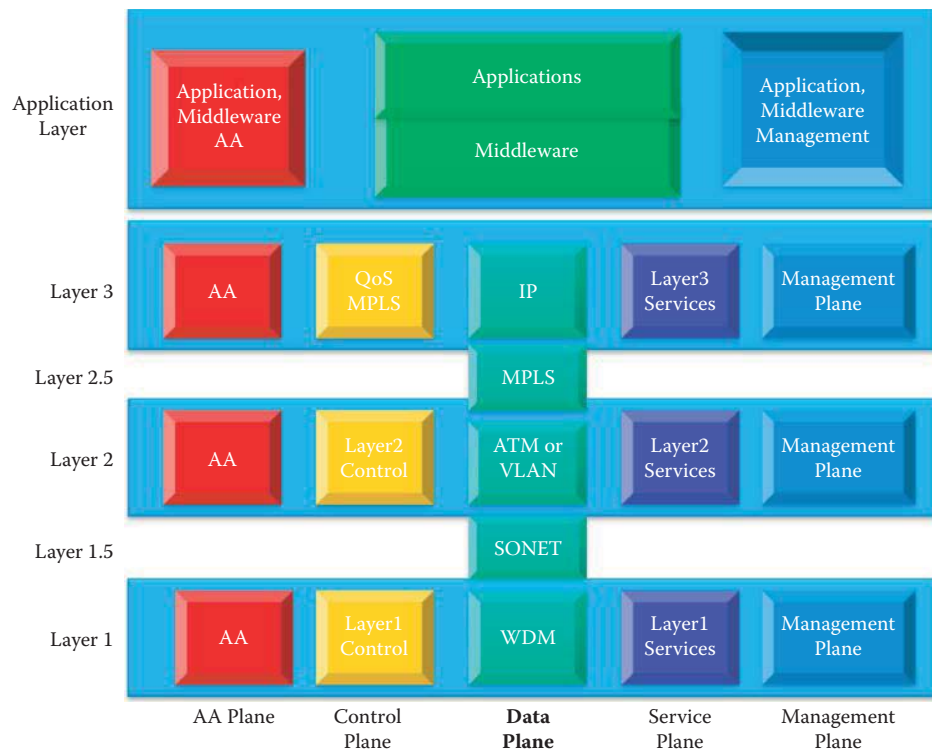 Application
Layer
Application,
Middleware
AA
Applications
Middleware
Application,
Middleware
Management
Layer 3
AA
QoS
MPLS
IP
Layer3
Services
Management
Plane
Layer 2.5
MPLS
Layer 2
AA
Layer2
Control
ATM or
VLAN
Layer2
Services
Management
Plane
Layer 1.5
SONET
Layer 1
AA
Layer1
Control
WDM
Layer1
Services
Management
Plane
AA Plane
Control
Plane
Data
Plane
Service
Plane
Management
Plane